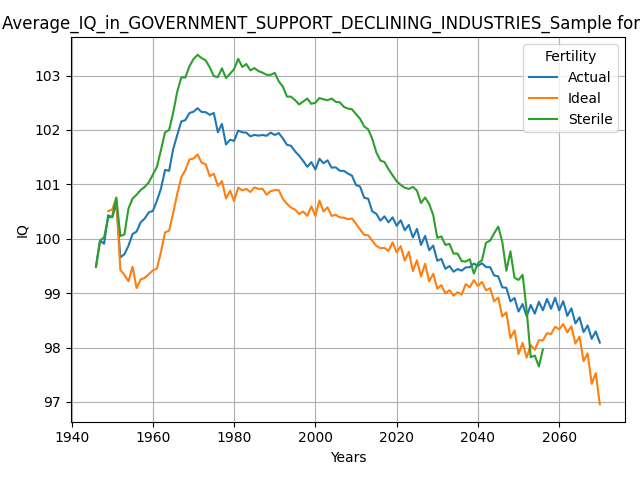 Average_IQ_in_GOVERNMENT_SUPPORT_DECLINING_INDUSTRIES_Sample for
Fertility
Actual
Ideal
Sterile
IQ
103
102
101
100
99
98
97
1940 1960 1980 2000 2020 2040 2060
Years